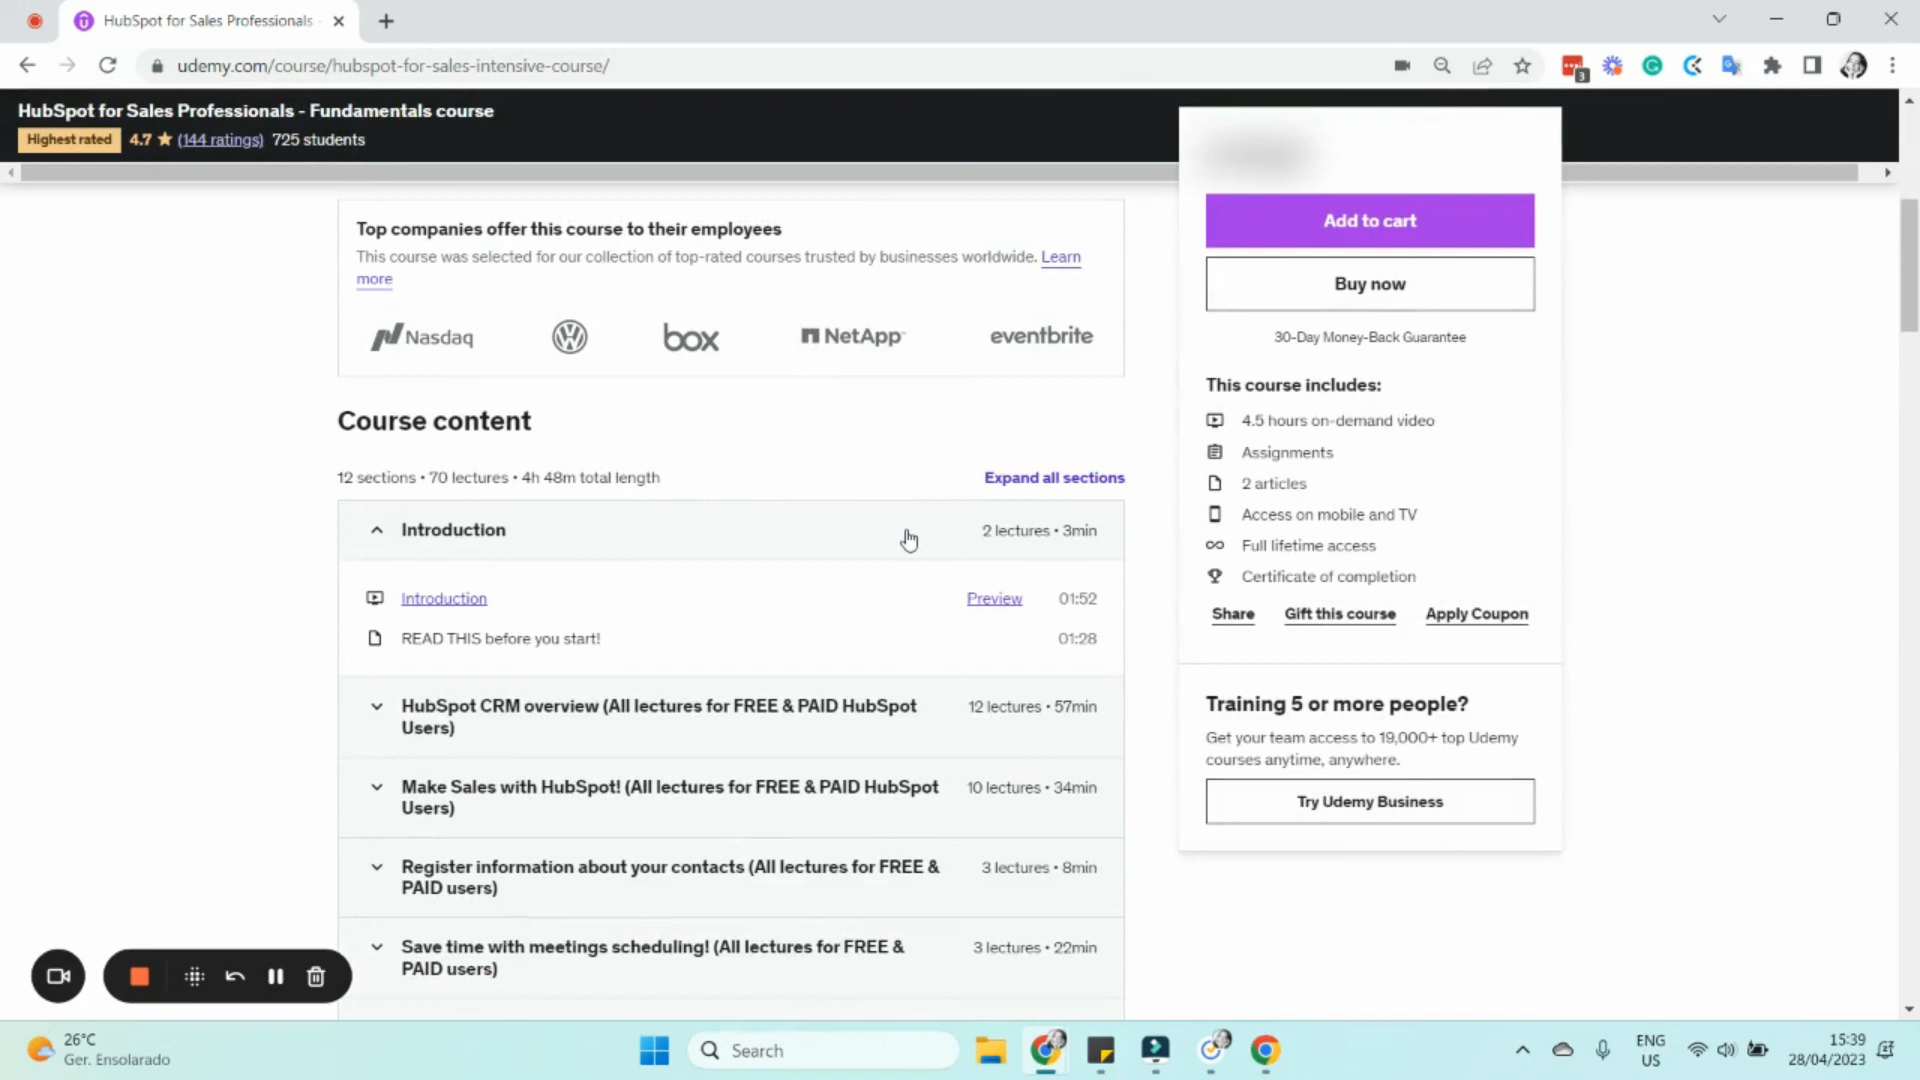 HubSpot for Sales Professionals -
udemy.com/course/hubspot-for-sales-intensive-course/
3
HubSpot for Sales Professionals - Fundamentals course
Highest rated 4.7 (144 ratings) 725 students
Top companies offer this course to their employees
This course was selected for our collection of top-rated courses trusted by businesses worldwide. Learn
more
Nasdaq box NetApp eventbrite
Course content
12 sections • 70 lectures • 4h 48m total length Expand all sections
Introduction 2 lectures • 3min
Introduction Preview 01:52
READ THIS before you start! 01:28
HubSpot CRM overview (All lectures for FREE & PAID HubSpot 12 lectures • 57min
Users)
Make Sales with HubSpot! (All lectures for FREE & PAID HubSpot 10 lectures • 34min
Users)
Register information about your contacts (All lectures for FREE & 3 lectures • 8min
PAID users)
Save time with meetings scheduling! (All lectures for FREE & 3 lectures • 22min
PAID users)
Add to cart
Buy now
30-Day Money-Back Guarantee
This course includes:
4.5 hours on-demand video
Assignments
2 articles
Access on mobile and TV
Full lifetime access
Certificate of completion
Share Gift this course Apply Coupon
Training 5 or more people?
Get your team access to 19,000+ top Udemy
courses anytime, anywhere.
Try Udemy Business
26°C
Ger. Ensolarado
Search
ENG
US
15:39
28/04/2023